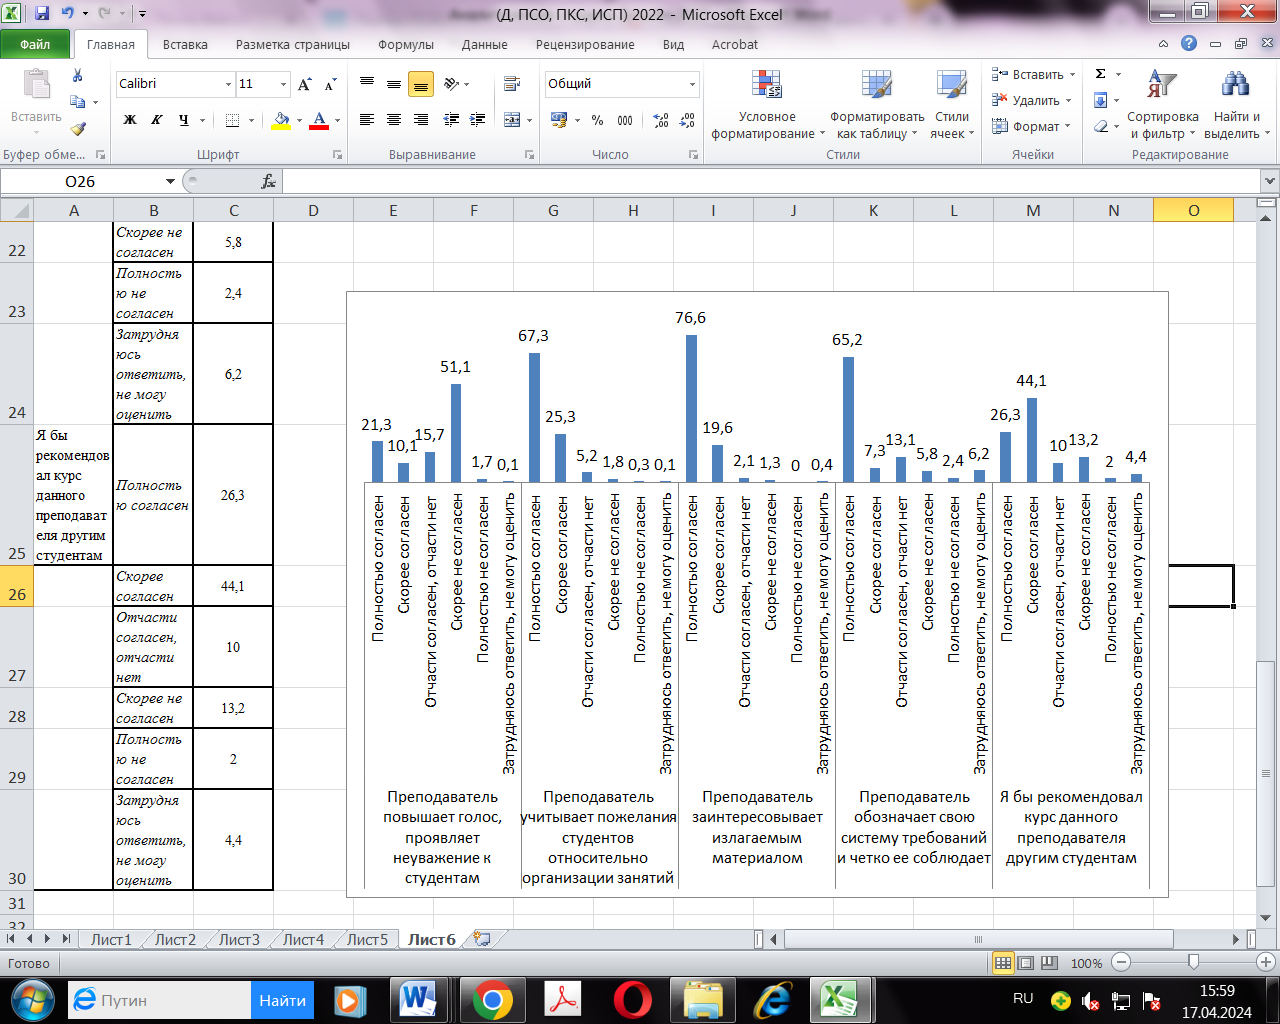 (Д, ПСО, ПКС, ИСП) 2022 - Microsoft Excel
Файл Главная Вставка Разметка страницы Формулы Данные Рецензирование Вид Acrobat
Calibri 11 Общий
Вставить
Ж К Ч
% 000
Условное форматирование
Форматировать как таблицу
Стили ячеек
Вставить
Удалить
Формат
Сортировка и фильтр
Найти и выделить
Буфер обме... Шрифт Выравнивание Число Стили Ячейки Редактирование
O26 fx
A B C D E F G H I J K L M N O
22 Скорее не согласен 5,8
23 Полность
ю не
согласен 2,4
24 Затрудня
юсь
ответить,
не могу
оценить 6,2
25 Я бы
рекомендов
ал курс
данного
преподават
еля другим
студентам
Полность
ю согласен 26,3
26 Скорее
согласен 44,1
27 Отчасти
согласен,
отчасти
нет 10
28 Скорее не
согласен 13,2
29 Полность
ю не
согласен 2
30 Затрудня
юсь
ответить,
не могу
оценить 4,4
31
32
21,3 10,1 15,7 51,1 1,7 0,1
67,3 25,3 5,2 1,8 0,3 0,1
76,6 19,6 2,1 1,3 0 0,4
65,2 7,3 13,1 5,8 2,4 6,2
26,3 44,1 10 13,2 2 4,4
Полностью согласен
Скорее согласен
Отчасти согласен, отчасти нет
Скорее не согласен
Полностью не согласен
Затрудняюсь ответить, не могу оценить
Полностью согласен
Скорее согласен
Отчасти согласен, отчасти нет
Скорее не согласен
Полностью не согласен
Затрудняюсь ответить, не могу оценить
Полностью согласен
Скорее согласен
Отчасти согласен, отчасти нет
Скорее не согласен
Полностью не согласен
Затрудняюсь ответить, не могу оценить
Полностью согласен
Скорее согласен
Отчасти согласен, отчасти нет
Скорее не согласен
Полностью не согласен
Затрудняюсь ответить, не могу оценить
Полностью согласен
Скорее согласен
Отчасти согласен, отчасти нет
Скорее не согласен
Полностью не согласен
Затрудняюсь ответить, не могу оценить
Преподаватель
повышает голос,
проявляет
неуважение к
студентам
Преподаватель
учитывает пожелания
студентов
относительно
организации занятий
Преподаватель
заинтересовывает
излагаемым
материалом
Преподаватель
обозначает свою
систему требований
и четко ее соблюдает
Я бы рекомендовал
курс данного
преподавателя
другим студентам
Лист1 Лист2 Лист3 Лист4 Лист5 Лист6
Готово 100%
Путин Найти RU 15:59
17.04.2024